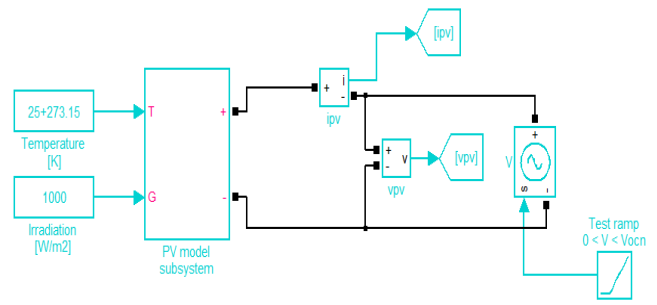 [ipv]
25+273.15
Temperature
[K]
1000
Irradiation
[W/m2]
T
G
+
-
PV model
subsystem
+
i
-
ipv
+
-
v
vpv
[vpv]
V
+
s
-
Test ramp
0 < V < Vocn